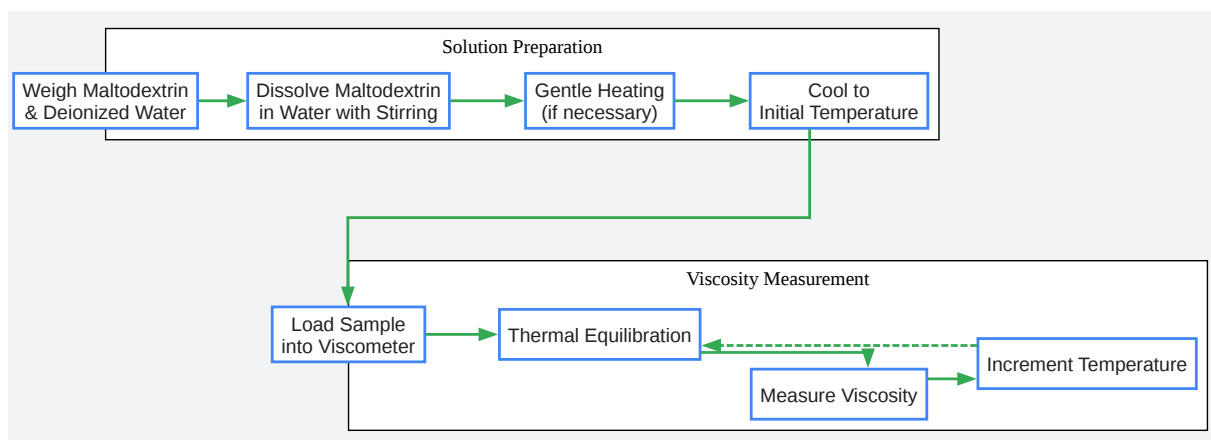 Solution Preparation
Weigh Maltodextrin
& Deionized Water
Dissolve Maltodextrin
in Water with Stirring
Gentle Heating
(if necessary)
Cool to
Initial Temperature
Viscosity Measurement
Load Sample
into Viscometer
Thermal Equilibration
Measure Viscosity
Increment Temperature